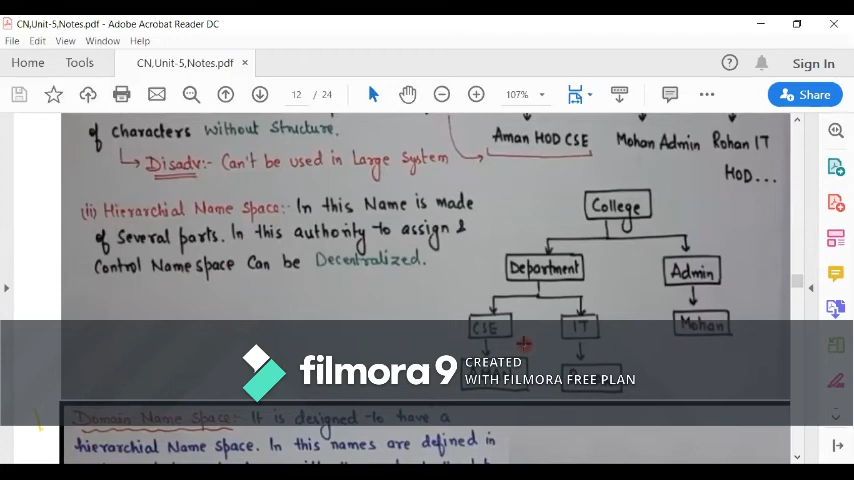 CN,Unit-5,Notes.pdf - Adobe Acrobat Reader DC
File Edit View Window Help
Home Tools CN,Unit-5,Notes.pdf × Sign In
12 / 24 107% Share
of characters without structure.
Aman HOD CSE Mohan Admin Rohan IT
HOD...
Disadv:- Can't be used in Large System
(ii) Hierarchial Name Space:- In this Name is made
of Several parts. In this authority to assign &
Control Namespace Can be Decentralized.
College
Department Admin
CSE IT Mohan
filmora9 CREATED
WITH FILMORA FREE PLAN
Domain Name Space:- It is designed to have a
hierarchial Name Space. In this names are defined in